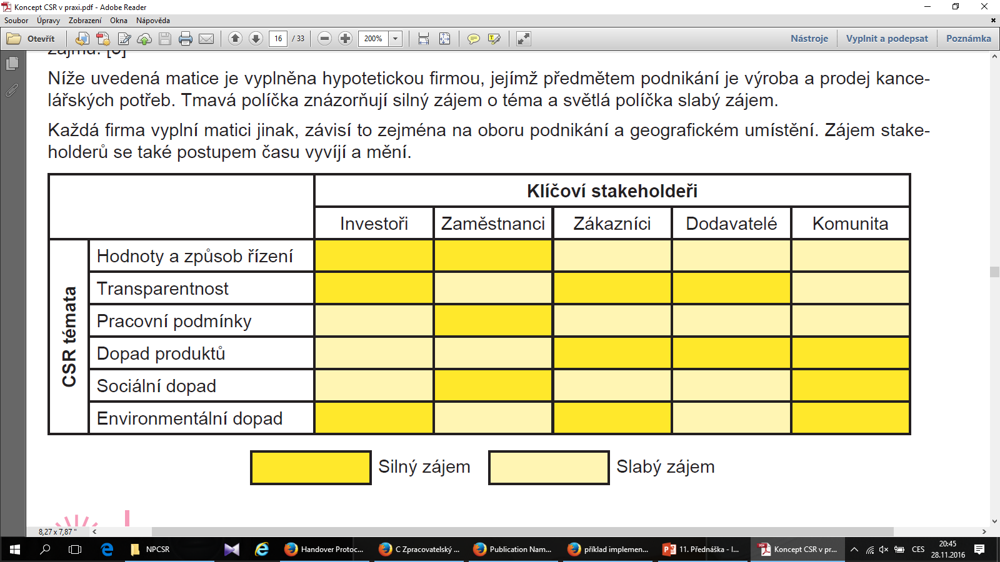 Koncept CSR v praxi.pdf - Adobe Reader
Soubor Úpravy Zobrazení Okna Nápověda
Otevřít 16 / 33 200% Nástroje Vyplnit a podepsat Poznámka
Níže uvedená matice je vyplněna hypotetickou firmou, jejímž předmětem podnikání je výroba a prodej kance-
lářských potřeb. Tmavá políčka znázorňují silný zájem o téma a světlá políčka slabý zájem.
Každá firma vyplní matici jinak, závisí to zejména na oboru podnikání a geografickém umístění. Zájem stake-
holderů se také postupem času vyvíjí a mění.
Klíčoví stakeholdeři
Investoři Zaměstnanci Zákazníci Dodavatelé Komunita
CSR témata
Hodnoty a způsob řízení
Transparentnost
Pracovní podmínky
Dopad produktů
Sociální dopad
Environmentální dopad
Silný zájem Slabý zájem
8,27 x 7,87 "
NPCSR Handover Protoc... C Zpracovatelský ... Publication Nam... příklad implemen... 11. Přednáška - I... Koncept CSR v pr... CES 20:45
28.11.2016